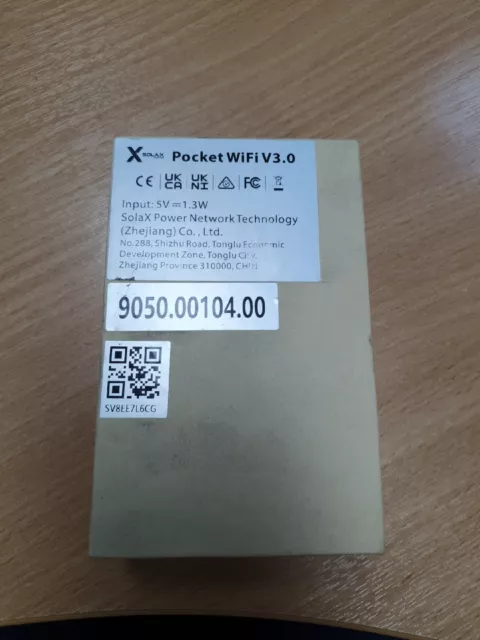 X SOLAX Pocket WiFi V3.0
CE UK CA UK NI FC
Input: 5V⎓1.3W
SolaX Power Network Technology
(Zhejiang) Co., Ltd.
No.288, Shizhu Road, Tonglu Economic
Development Zone, Tonglu City,
Zhejiang Province 310000, CHINA
9050.00104.00
SV8EE7L6CG